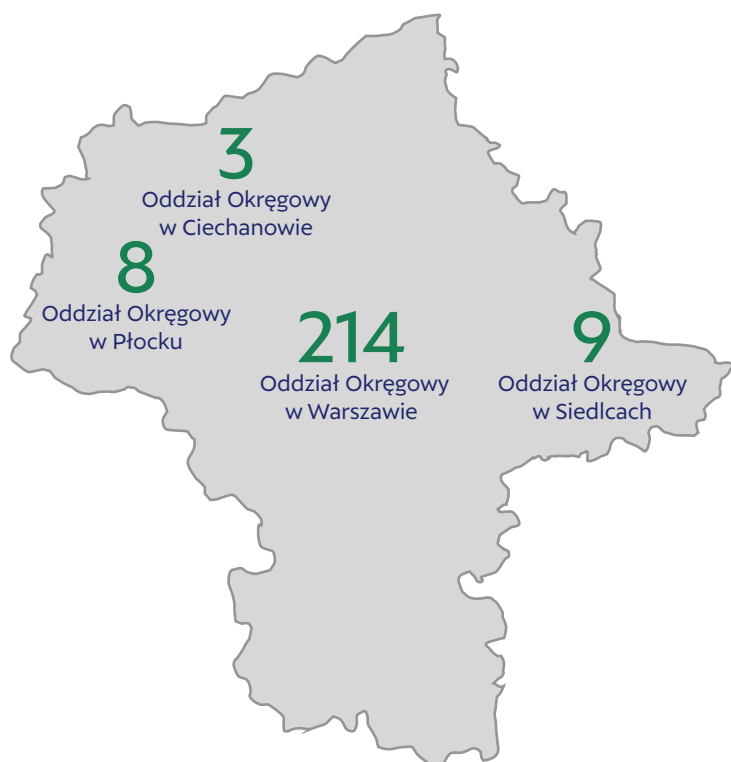 3
Oddział Okręgowy
w Ciechanowie
8
Oddział Okręgowy
w Płocku
214
Oddział Okręgowy
w Warszawie
9
Oddział Okręgowy
w Siedlcach